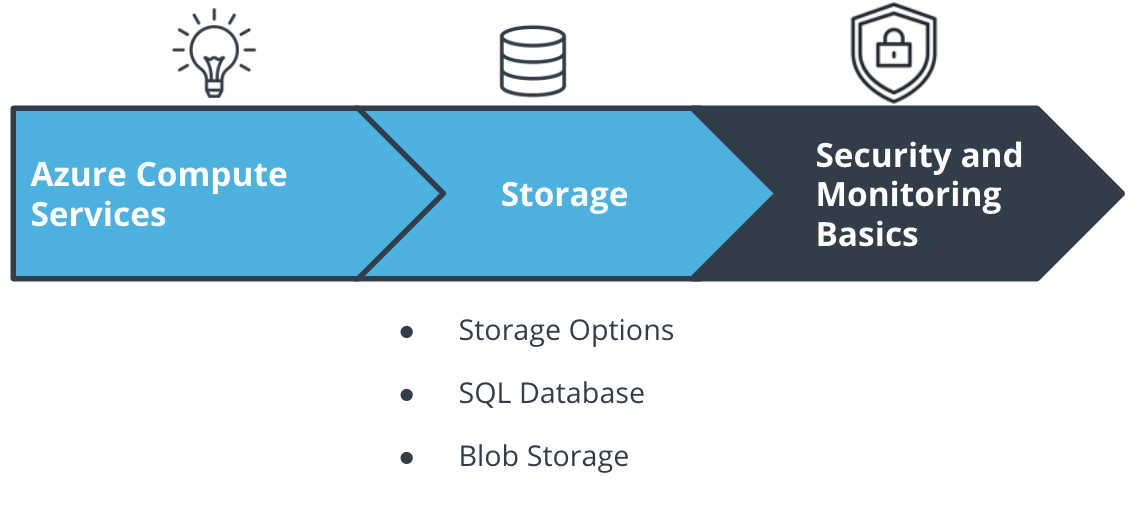 Azure Compute
Services
Storage
Security and
Monitoring
Basics
● Storage Options
● SQL Database
● Blob Storage